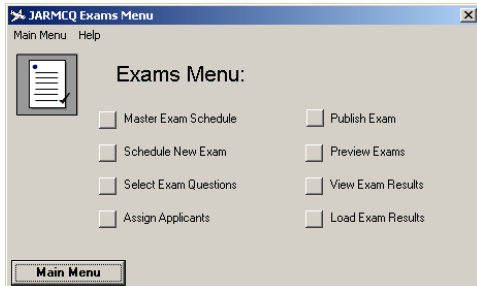 JARMCQ Exams Menu
Main Menu Help
Exams Menu:
Master Exam Schedule
Schedule New Exam
Select Exam Questions
Assign Applicants
Publish Exam
Preview Exams
View Exam Results
Load Exam Results
Main Menu